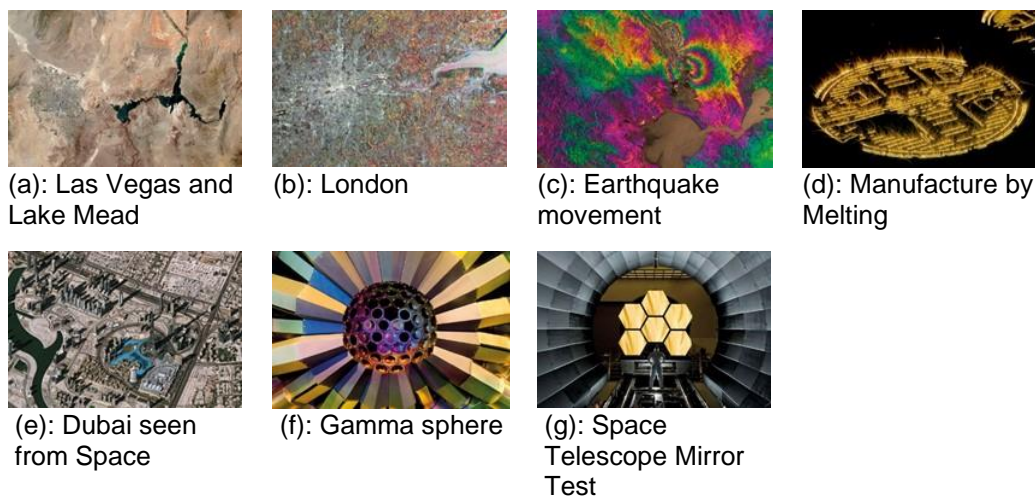 (a): Las Vegas and
Lake Mead
(b): London
(c): Earthquake
movement
(d): Manufacture by
Melting
(e): Dubai seen
from Space
(f): Gamma sphere
(g): Space
Telescope Mirror
Test